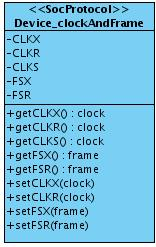 <<SocProtocol>>
Device_clockAndFrame
-CLKX
-CLKR
-CLKS
-FSX
-FSR
+getCLKX() : clock
+getCLKR() : clock
+getCLKS() : clock
+getFSX() : frame
+getFSR() : frame
+setCLKX(clock)
+setCLKR(clock)
+setFSX(frame)
+setFSR(frame)